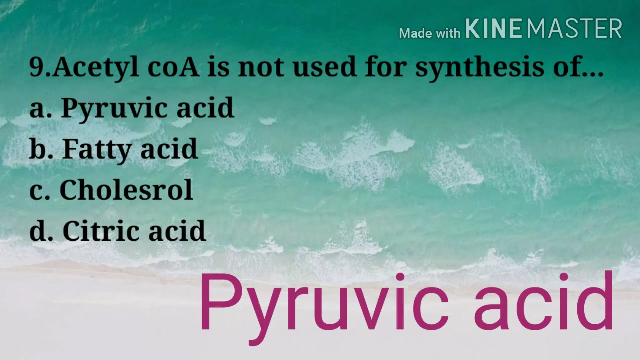 Made with KINEMASTER
9.Acetyl coA is not used for synthesis of...
a. Pyruvic acid
b. Fatty acid
c. Cholesrol
d. Citric acid
Pyruvic acid